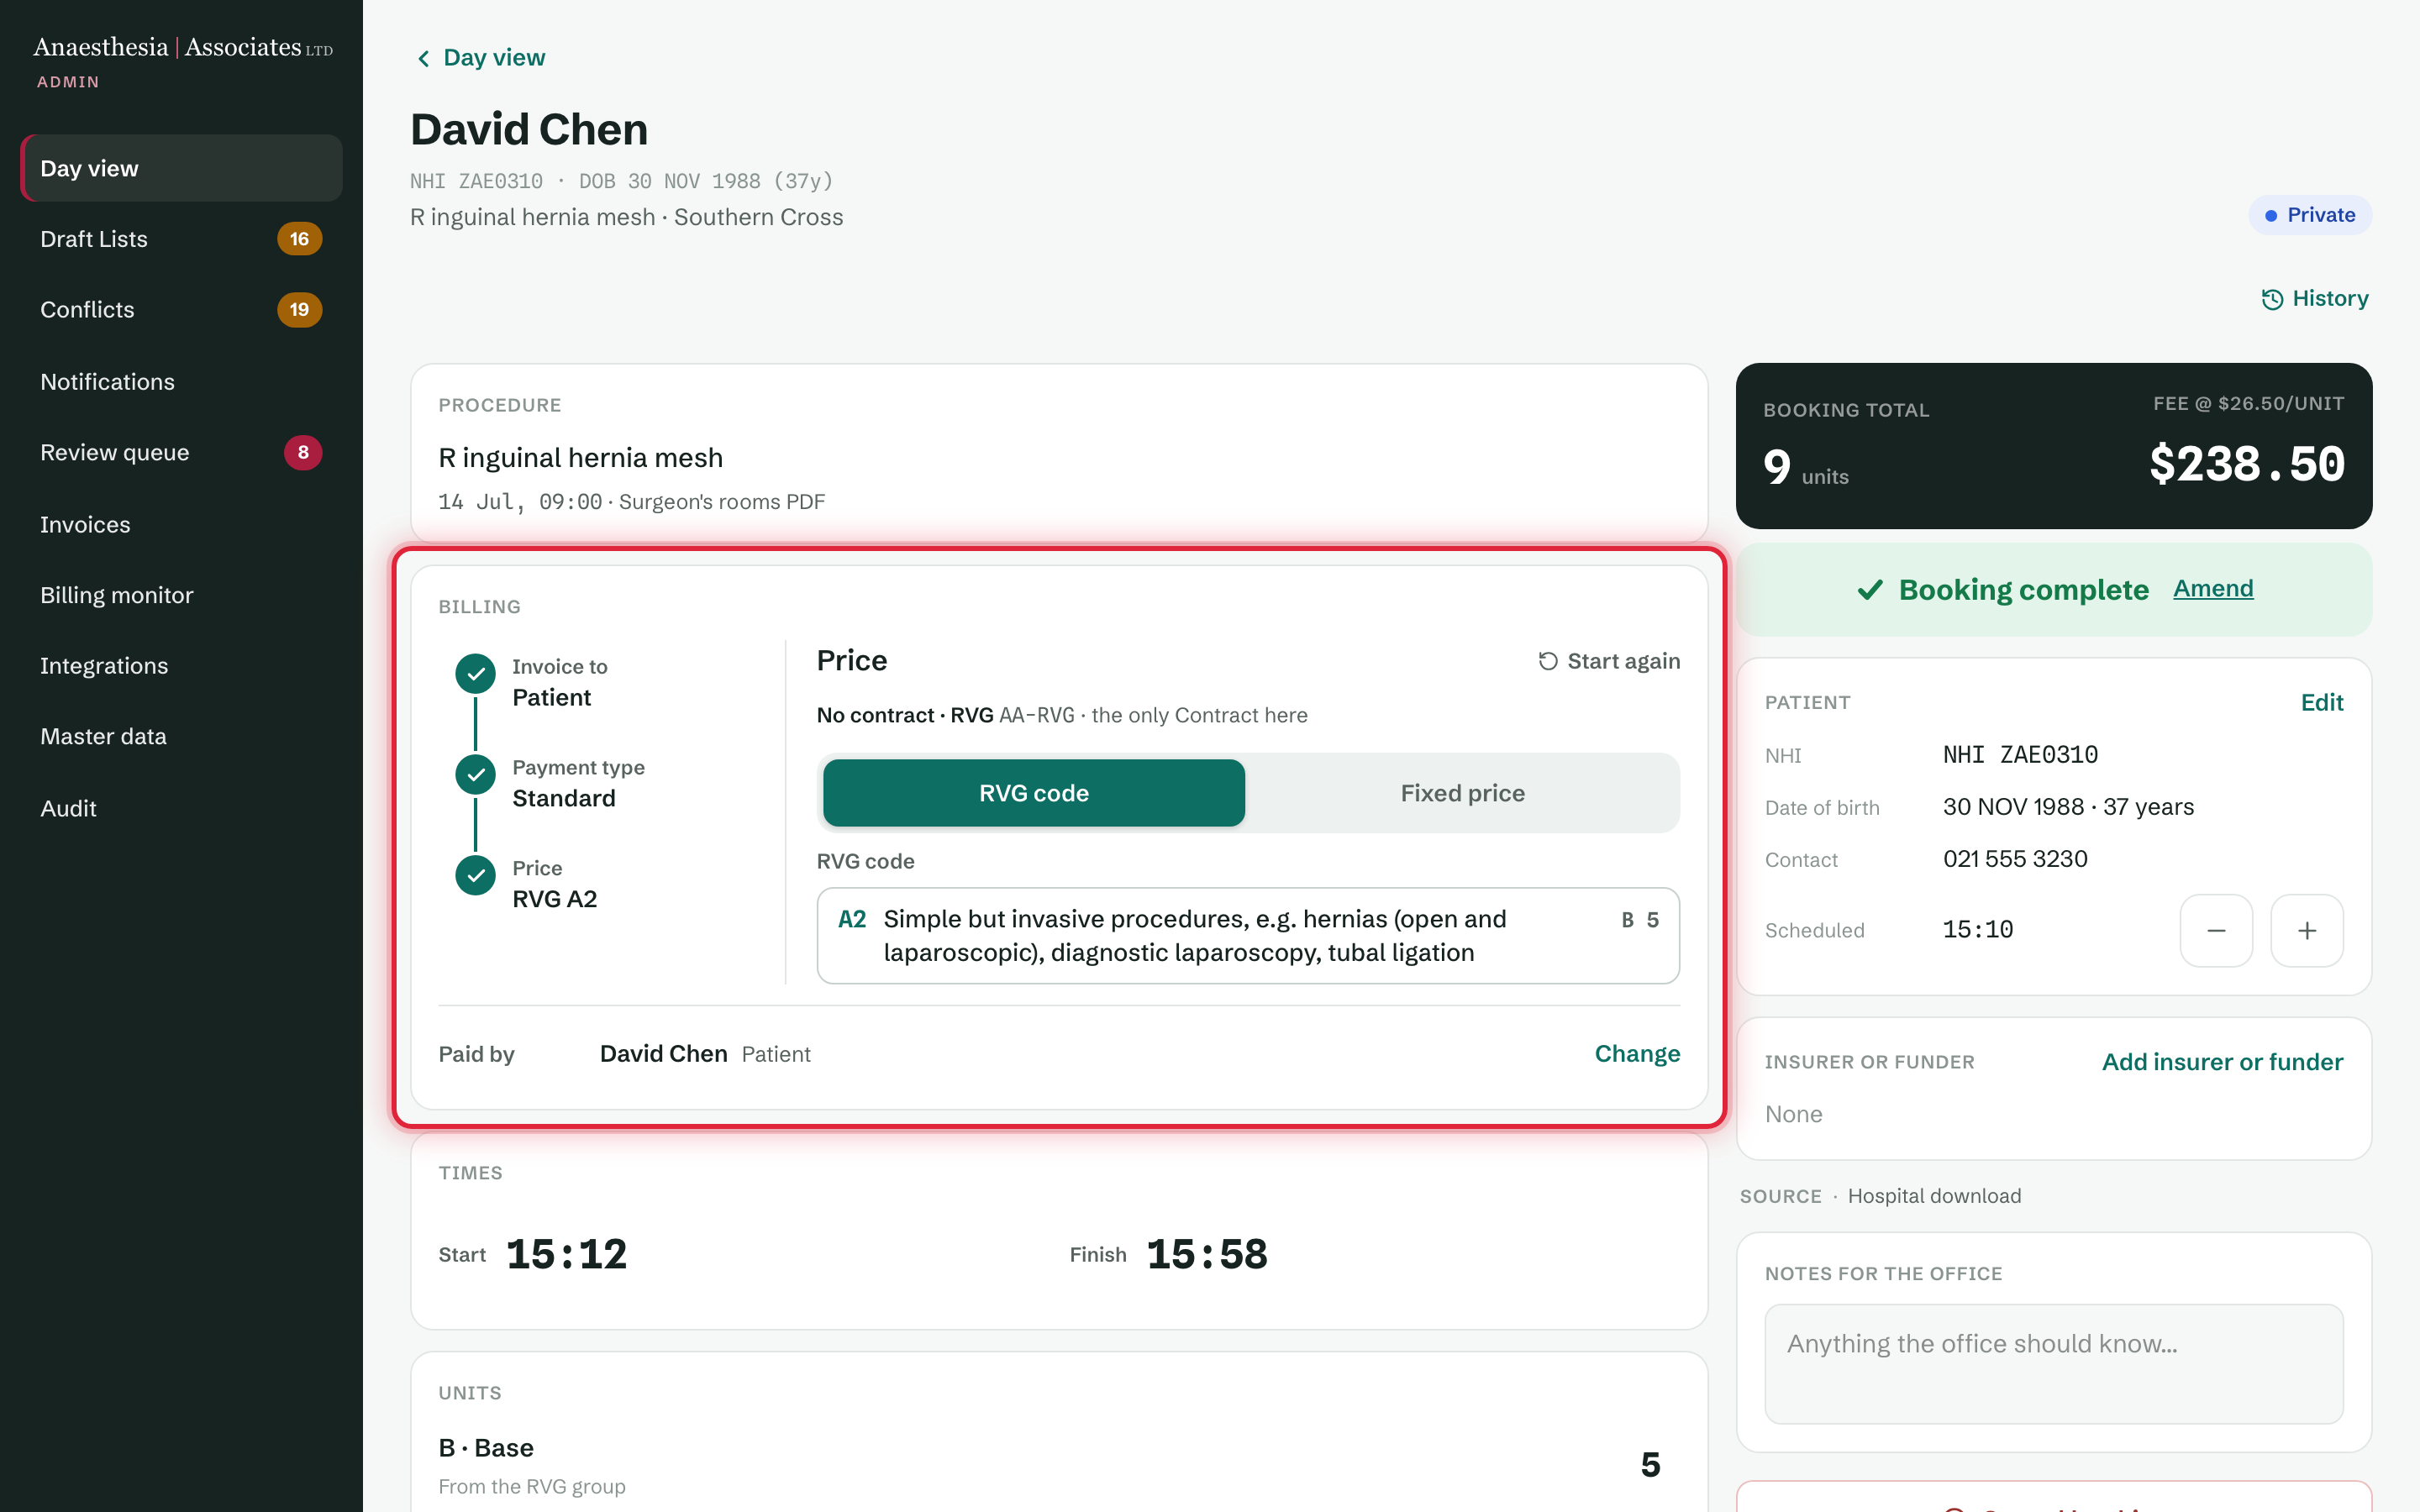 Anaesthesia | Associates LTD
ADMIN
Day view
Draft Lists 16
Conflicts 19
Notifications
Review queue 8
Invoices
Billing monitor
Integrations
Master data
Audit
Day view
David Chen
NHI ZAE0310 · DOB 30 NOV 1988 (37y)
R inguinal hernia mesh · Southern Cross
Private
History
PROCEDURE
R inguinal hernia mesh
14 Jul, 09:00 · Surgeon's rooms PDF
BILLING
Invoice to
Patient
Payment type
Standard
Price
RVG A2
Price
Start again
No contract · RVG AA-RVG · the only Contract here
RVG code
Fixed price
RVG code
A2 Simple but invasive procedures, e.g. hernias (open and B 5
laparoscopic), diagnostic laparoscopy, tubal ligation
Paid by David Chen Patient Change
TIMES
Start 15:12 Finish 15:58
UNITS
B · Base 5
From the RVG group
BOOKING TOTAL FEE @ $26.50/UNIT
9 units $238.50
Booking complete Amend
PATIENT Edit
NHI NHI ZAE0310
Date of birth 30 NOV 1988 · 37 years
Contact 021 555 3230
Scheduled 15:10 − +
INSURER OR FUNDER Add insurer or funder
None
SOURCE · Hospital download
NOTES FOR THE OFFICE
Anything the office should know...